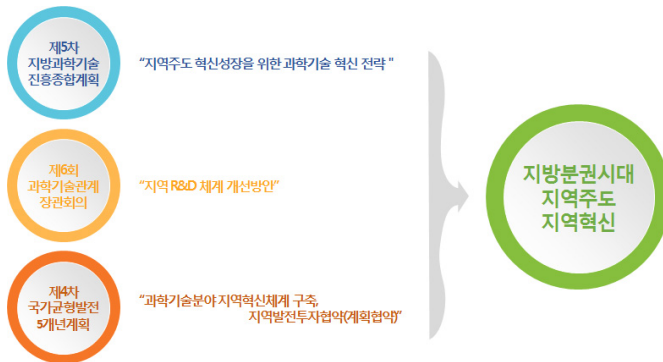 제5차
지방과학기술
진흥종합계획
“지역주도 혁신성장을 위한 과학기술 혁신 전략 "
제6회
과학기술관계
장관회의
“지역 R&D 체계 개선방안”
제4차
국가균형발전
5개년계획
“과학기술분야 지역혁신체계 구축,
지역발전투자협약(계획협약)”
지방분권시대
지역주도
지역혁신